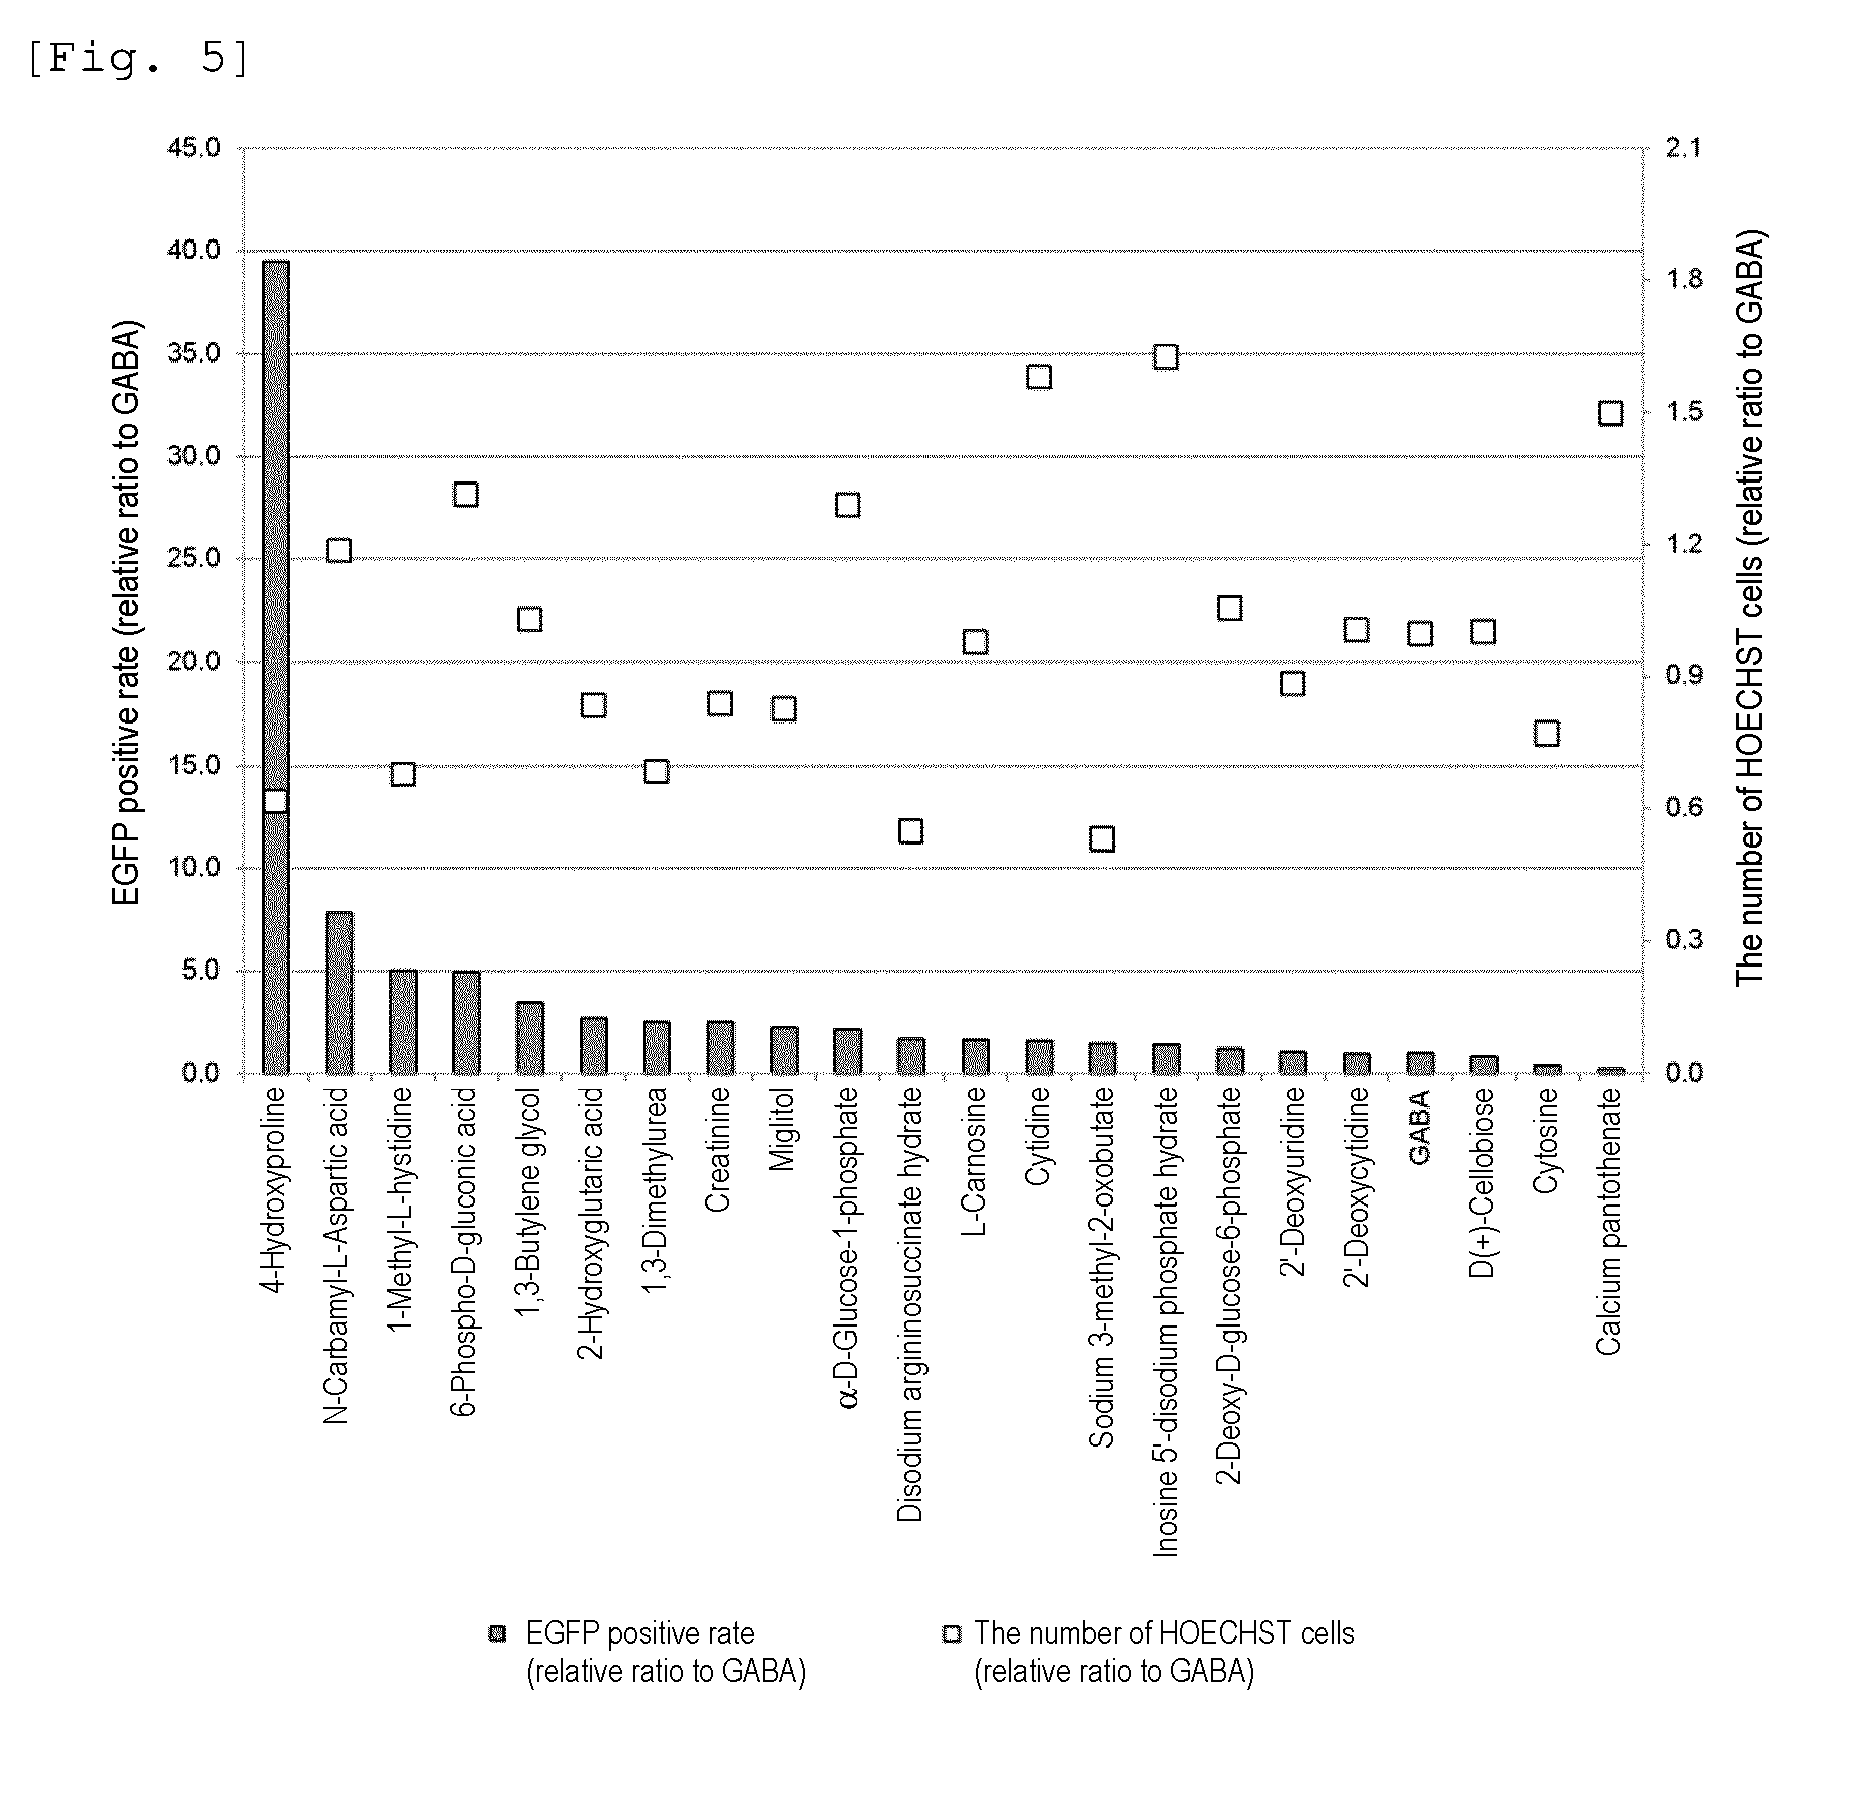 [Fig. 5]
EGFP positive rate (relative ratio to GABA)
45.0
40.0
35.0
30.0
25.0
20.0
15.0
10.0
5.0
0.0
2.1
1.8
1.5
1.2
0.9
0.6
0.3
0.0
The number of HOECHST cells (relative ratio to GABA)
4-Hydroxyproline
N-Carbamyl-L-Aspartic acid
1-Methyl-L-hystidine
6-Phospho-D-gluconic acid
1,3-Butylene glycol
2-Hydroxyglutaric acid
1,3-Dimethylurea
Creatinine
Miglitol
α-D-Glucose-1-phosphate
Disodium argininosuccinate hydrate
L-Carnosine
Cytidine
Sodium 3-methyl-2-oxobutate
Inosine 5'-disodium phosphate hydrate
2-Deoxy-D-glucose-6-phosphate
2'-Deoxyuridine
2'-Deoxycytidine
GABA
D(+)-Cellobiose
Cytosine
Calcium pantothenate
EGFP positive rate
(relative ratio to GABA)
The number of HOECHST cells
(relative ratio to GABA)